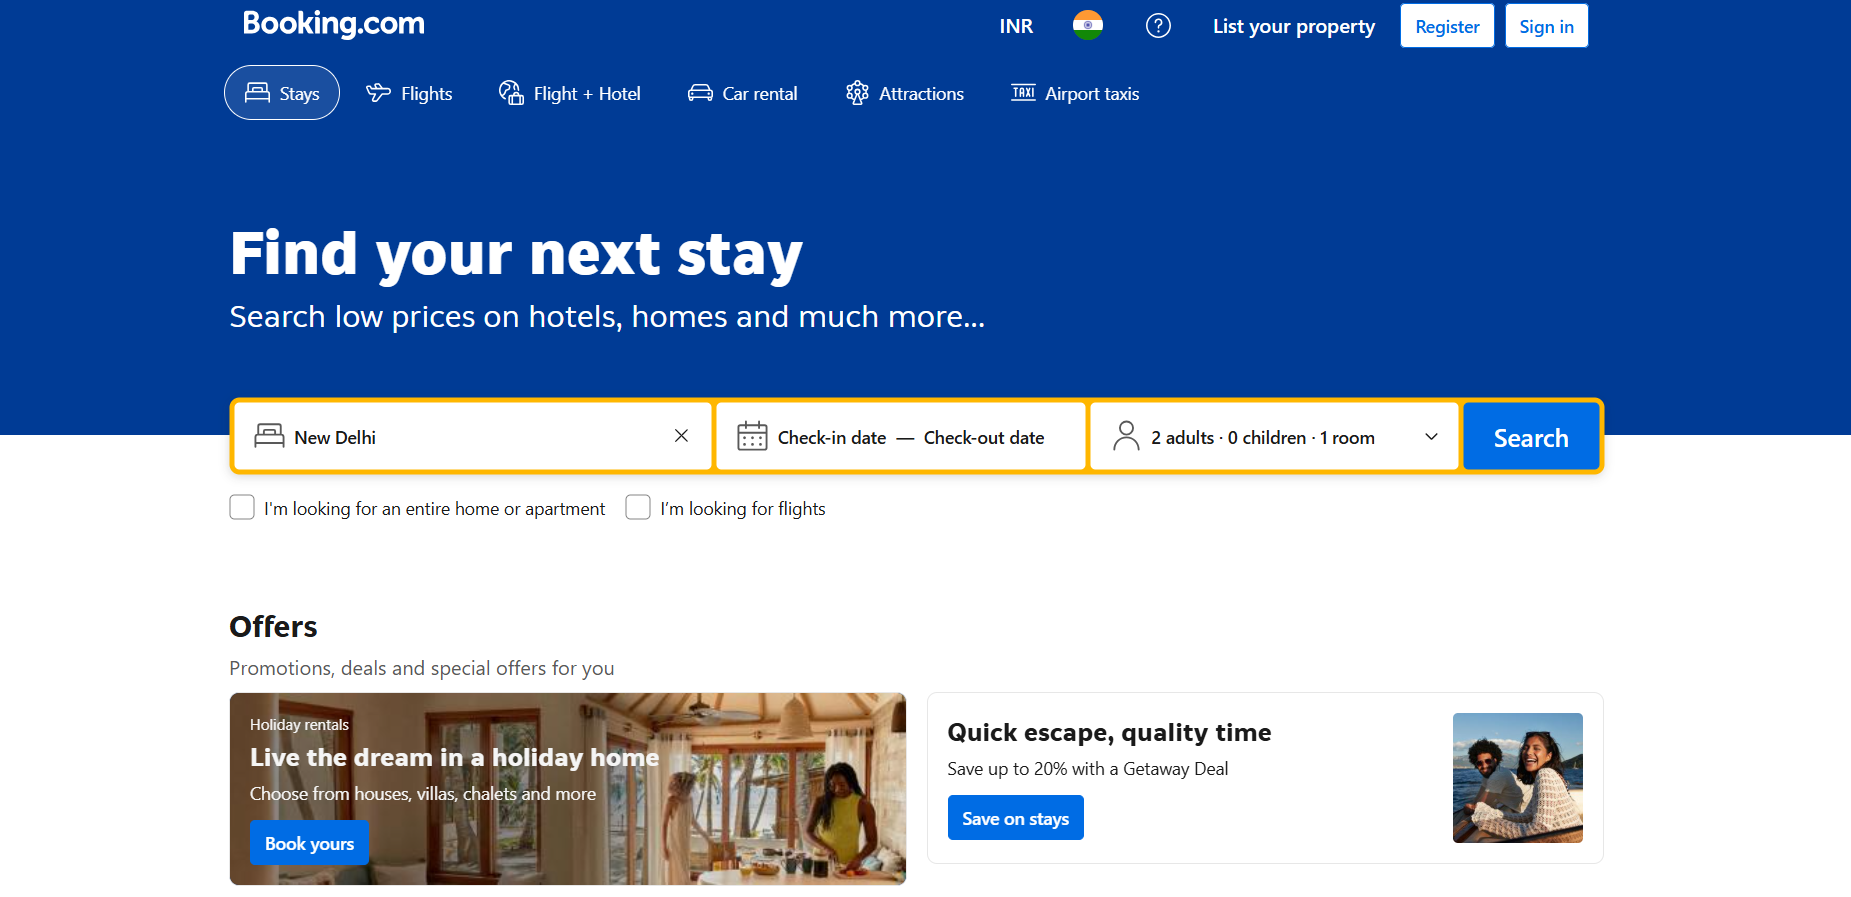 Booking.com
INR
List your property
Register
Sign in
Stays
Flights
Flight + Hotel
Car rental
Attractions
TAXI
Airport taxis
Find your next stay
Search low prices on hotels, homes and much more...
New Delhi
Check-in date — Check-out date
2 adults · 0 children · 1 room
Search
I'm looking for an entire home or apartment
I’m looking for flights
Offers
Promotions, deals and special offers for you
Holiday rentals
Live the dream in a holiday home
Choose from houses, villas, chalets and more
Book yours
Quick escape, quality time
Save up to 20% with a Getaway Deal
Save on stays